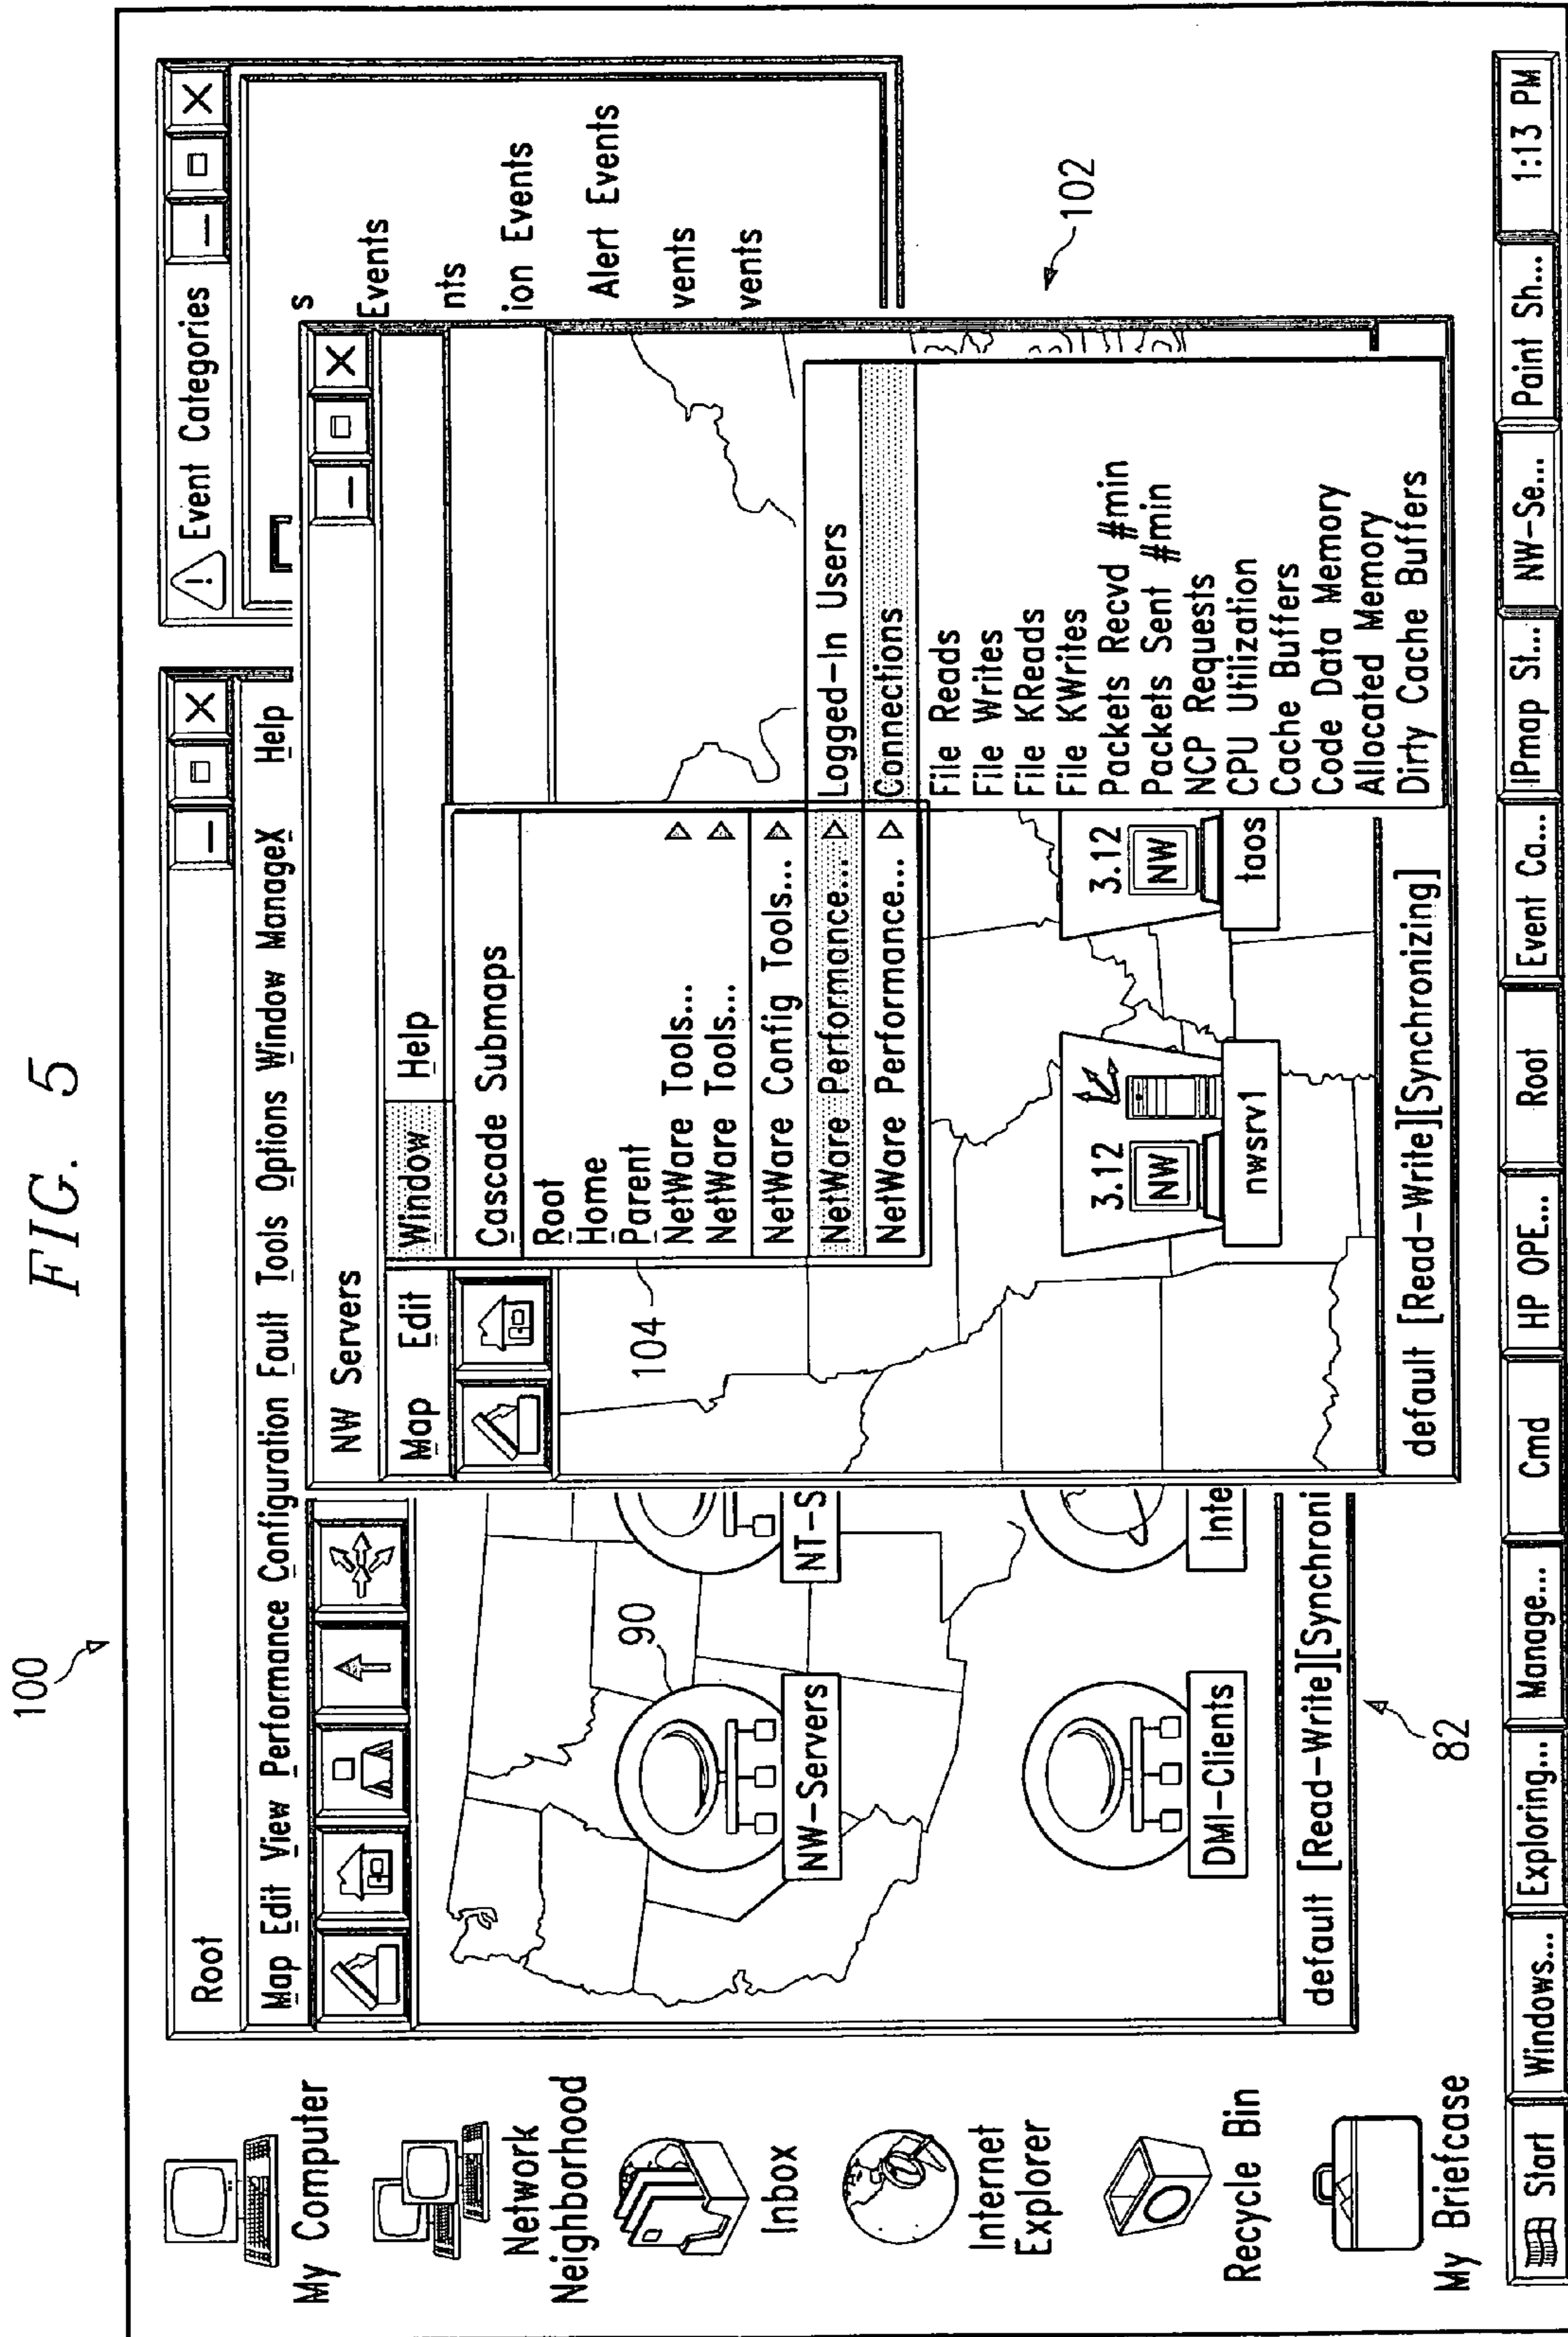 FIG. 5
100
My Computer
Network
Neighborhood
Inbox
Internet
Explorer
Recycle Bin
My Briefcase
Root
Map Edit View Performance Configuration Fault Tools Options Window ManageX Help
90
NW-Servers
NT-S
DMI-Clients
Inte
default [Read-Write][Synchroni
82
! Event Categories
s
Events
nts
ion Events
Alert Events
vents
vents
NW Servers
Map Edit Window Help
104
Cascade Submaps
Root
Home
Parent
NetWare Tools...
NetWare Tools...
NetWare Config Tools...
NetWare Performance...
NetWare Performance...
Logged-In Users
Connections
File Reads
File Writes
File KReads
File KWrites
Packets Recvd #min
Packets Sent #min
NCP Requests
CPU Utilization
Cache Buffers
Code Data Memory
Allocated Memory
Dirty Cache Buffers
3.12
NW
nwsrv1
3.12
NW
taos
default [Read-Write][Synchronizing]
102
Start Windows... Exploring... Manage... Cmd HP OPE... Root Event Ca... IPmap St... NW-Se... Paint Sh... 1:13 PM